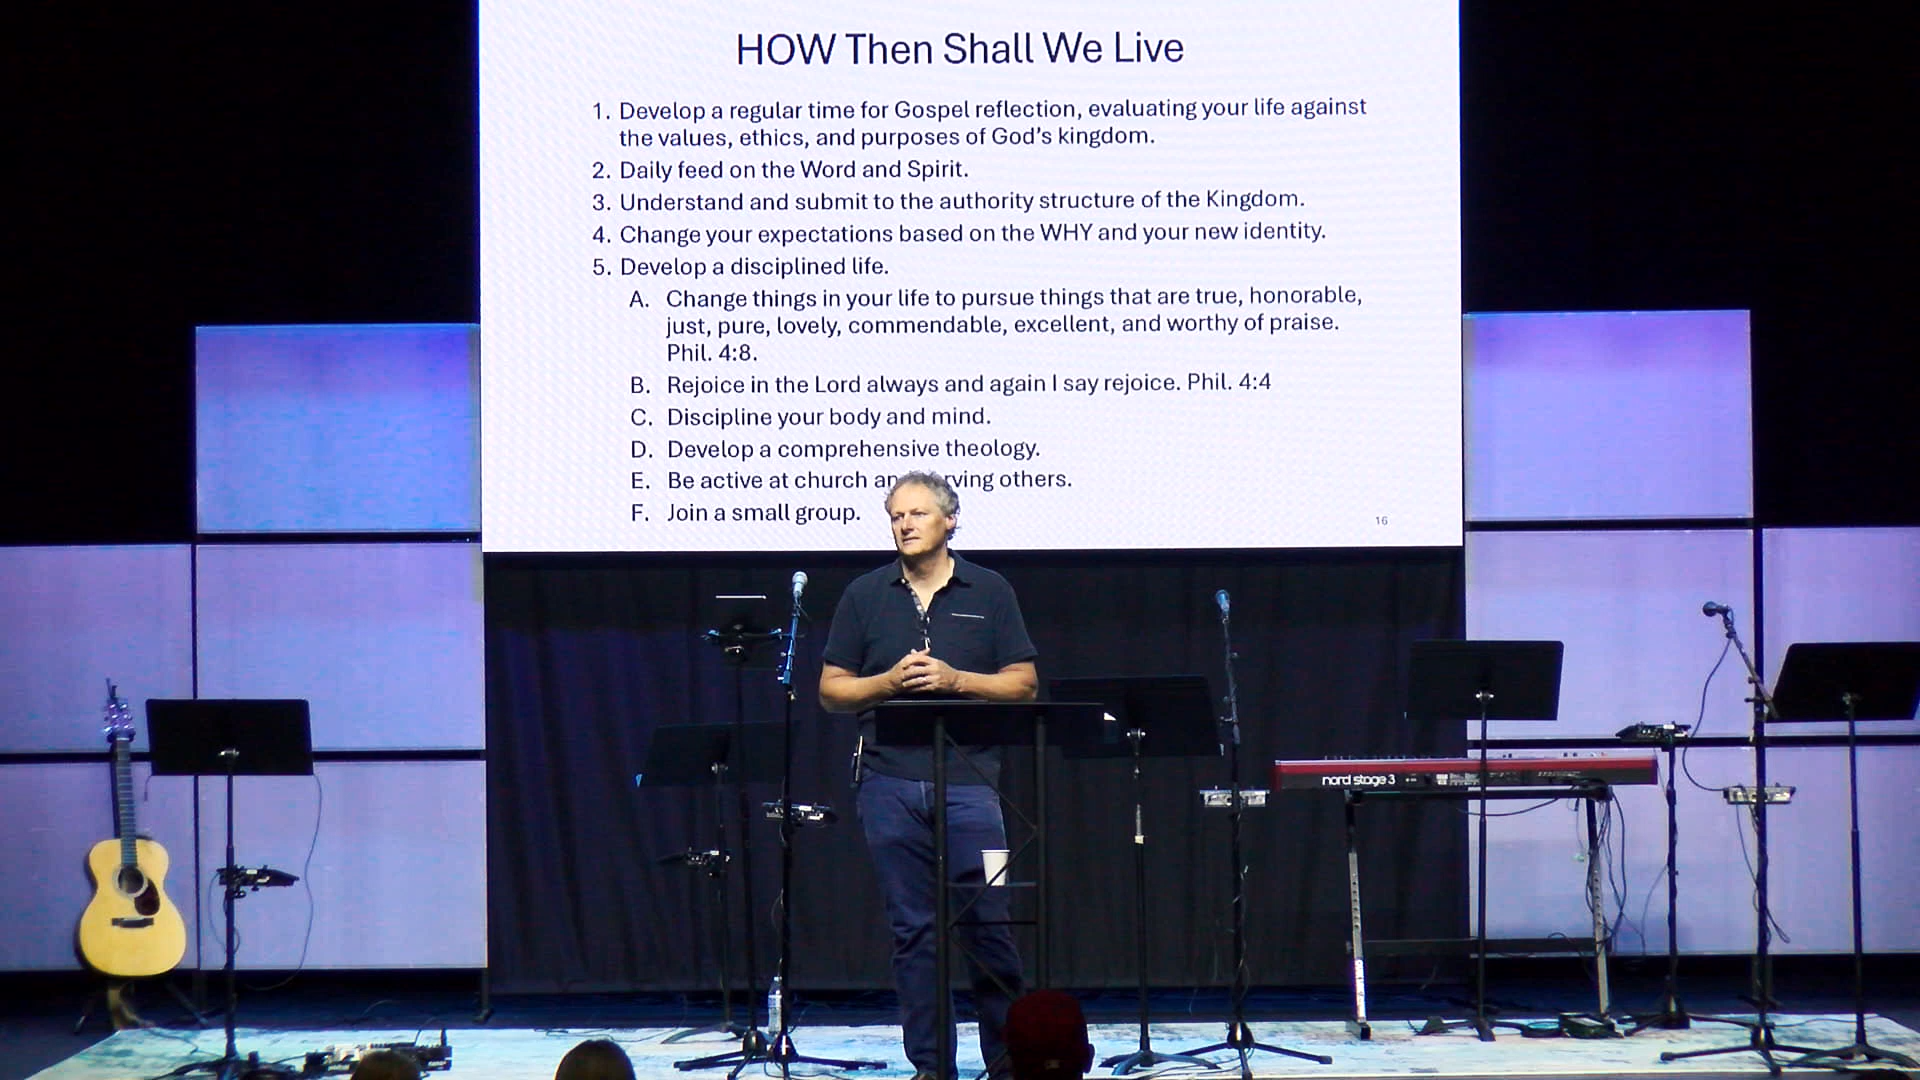 HOW Then Shall We Live
1. Develop a regular time for Gospel reflection, evaluating your life against
the values, ethics, and purposes of God's kingdom.
2. Daily feed on the Word and Spirit.
3. Understand and submit to the authority structure of the Kingdom.
4. Change your expectations based on the WHY and your new identity.
5. Develop a disciplined life.
A. Change things in your life to pursue things that are true, honorable,
just, pure, lovely, commendable, excellent, and worthy of praise.
Phil. 4:8.
B. Rejoice in the Lord always and again I say rejoice. Phil. 4:4
C. Discipline your body and mind.
D. Develop a comprehensive theology.
E. Be active at church others.
F. Join a small group.
16
nord stage 3